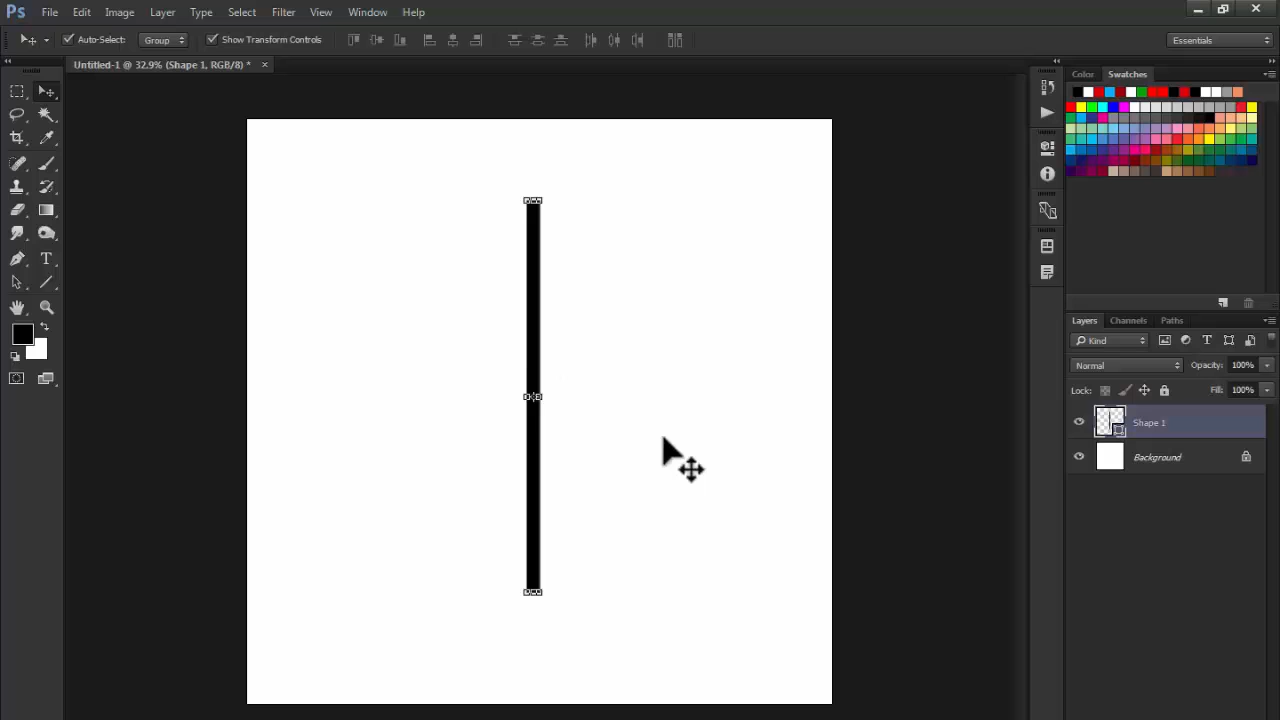 Ps File Edit Image Layer Type Select Filter View Window Help
Auto-Select: Group Show Transform Controls Essentials
Untitled-1 @ 32.9% (Shape 1, RGB/8) * ×
Color Swatches
T
Layers Channels Paths
Kind T
Normal Opacity: 100%
Lock: Fill: 100%
Shape 1
Background